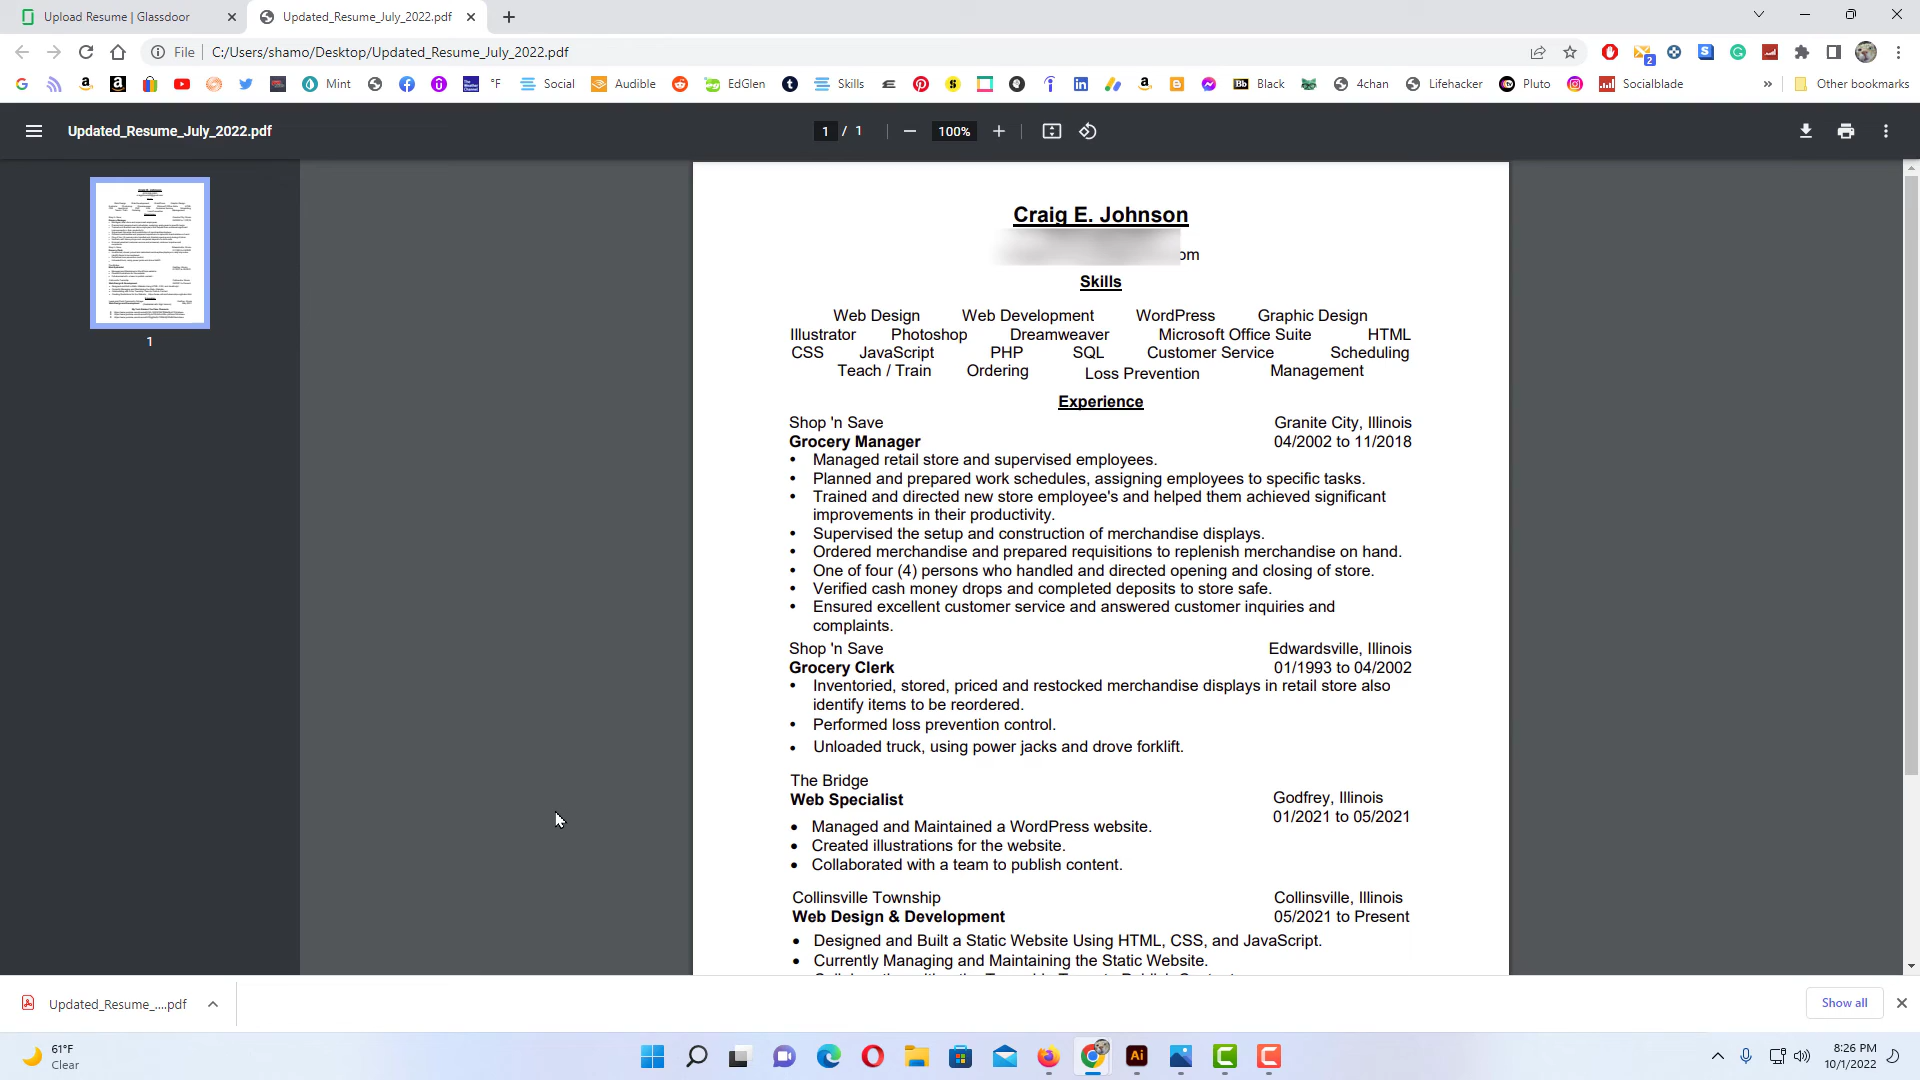 Upload Resume | Glassdoor
Updated_Resume_July_2022.pdf
File
C:/Users/shamo/Desktop/Updated_Resume_July_2022.pdf
2
Mint
°F
Social
Audible
EdGlen
Skills
Black
4chan
Lifehacker
Pluto
Socialblade
Other bookmarks
Updated_Resume_July_2022.pdf
1 / 1
100%
1
Craig E. Johnson
om
Skills
Web Design Web Development WordPress Graphic Design
Illustrator Photoshop Dreamweaver Microsoft Office Suite HTML
CSS JavaScript PHP SQL Customer Service Scheduling
Teach / Train Ordering Loss Prevention Management
Experience
Shop 'n Save Granite City, Illinois
Grocery Manager 04/2002 to 11/2018
• Managed retail store and supervised employees.
• Planned and prepared work schedules, assigning employees to specific tasks.
• Trained and directed new store employee's and helped them achieved significant
improvements in their productivity.
• Supervised the setup and construction of merchandise displays.
• Ordered merchandise and prepared requisitions to replenish merchandise on hand.
• One of four (4) persons who handled and directed opening and closing of store.
• Verified cash money drops and completed deposits to store safe.
• Ensured excellent customer service and answered customer inquiries and
complaints.
Shop 'n Save Edwardsville, Illinois
Grocery Clerk 01/1993 to 04/2002
• Inventoried, stored, priced and restocked merchandise displays in retail store also
identify items to be reordered.
• Performed loss prevention control.
• Unloaded truck, using power jacks and drove forklift.
The Bridge
Web Specialist
Godfrey, Illinois
01/2021 to 05/2021
• Managed and Maintained a WordPress website.
• Created illustrations for the website.
• Collaborated with a team to publish content.
Collinsville Township Collinsville, Illinois
Web Design & Development 05/2021 to Present
• Designed and Built a Static Website Using HTML, CSS, and JavaScript.
• Currently Managing and Maintaining the Static Website.
Updated_Resume_....pdf
Show all
61°F
Clear
Ai
8:26 PM
10/1/2022